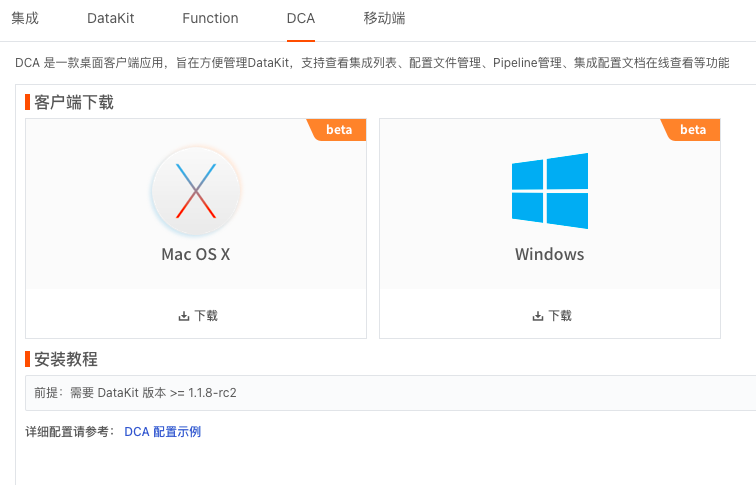 集成 DataKit Function DCA 移动端
DCA 是一款桌面客户端应用，旨在方便管理DataKit，支持查看集成列表、配置文件管理、Pipeline管理、集成配置文档在线查看等功能
客户端下载
beta beta
Mac OS X Windows
下载 下载
安装教程
前提：需要 DataKit 版本 >= 1.1.8-rc2
详细配置请参考： DCA 配置示例